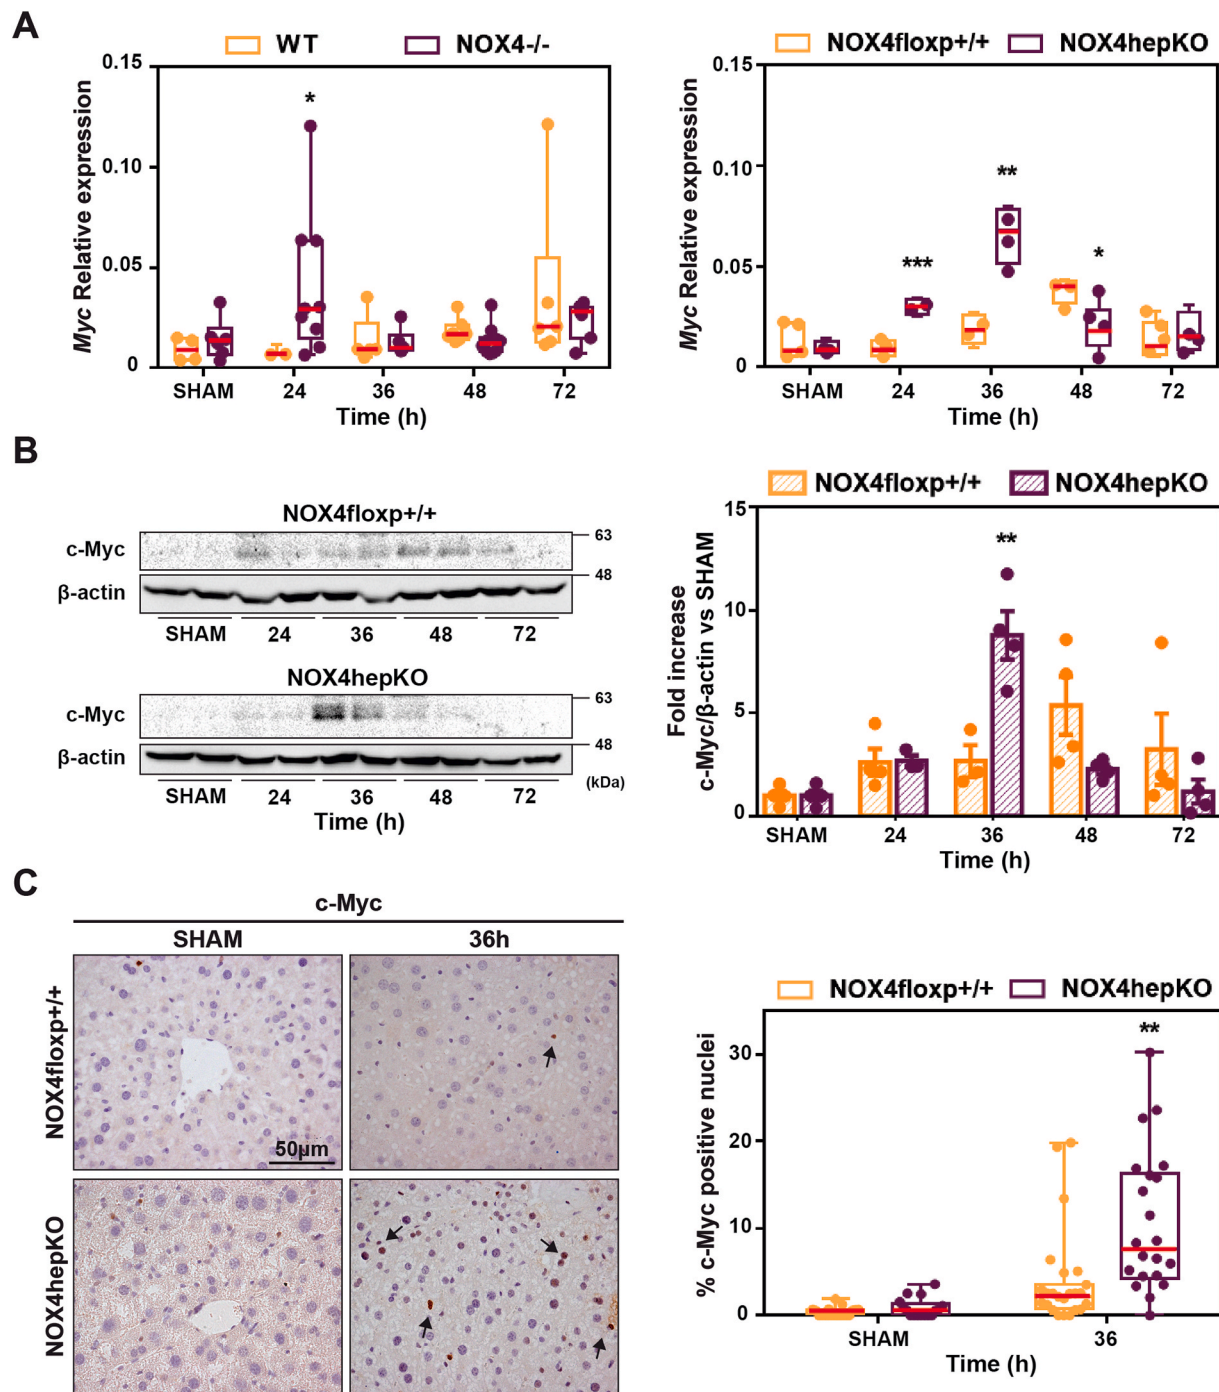 A
WT NOX4-/-
NOX4floxp+/+ NOX4hepKO
Myc Relative expression
0.15
0.10
0.05
0
*
SHAM 24 36 48 72
Time (h)
Myc Relative expression
0.15
0.10
0.05
0
*** ** *
SHAM 24 36 48 72
Time (h)
B
NOX4floxp+/+
c-Myc
63
β-actin
48
SHAM 24 36 48 72
NOX4hepKO
c-Myc
63
β-actin
48
(kDa)
SHAM 24 36 48 72
Time (h)
NOX4floxp+/+ NOX4hepKO
Fold increase
c-Myc/β-actin vs SHAM
15
10
5
0
**
SHAM 24 36 48 72
Time (h)
C
c-Myc
SHAM 36h
NOX4floxp+/+
50μm
NOX4hepKO
NOX4floxp+/+ NOX4hepKO
% c-Myc positive nuclei
30
20
10
0
**
SHAM 36
Time (h)